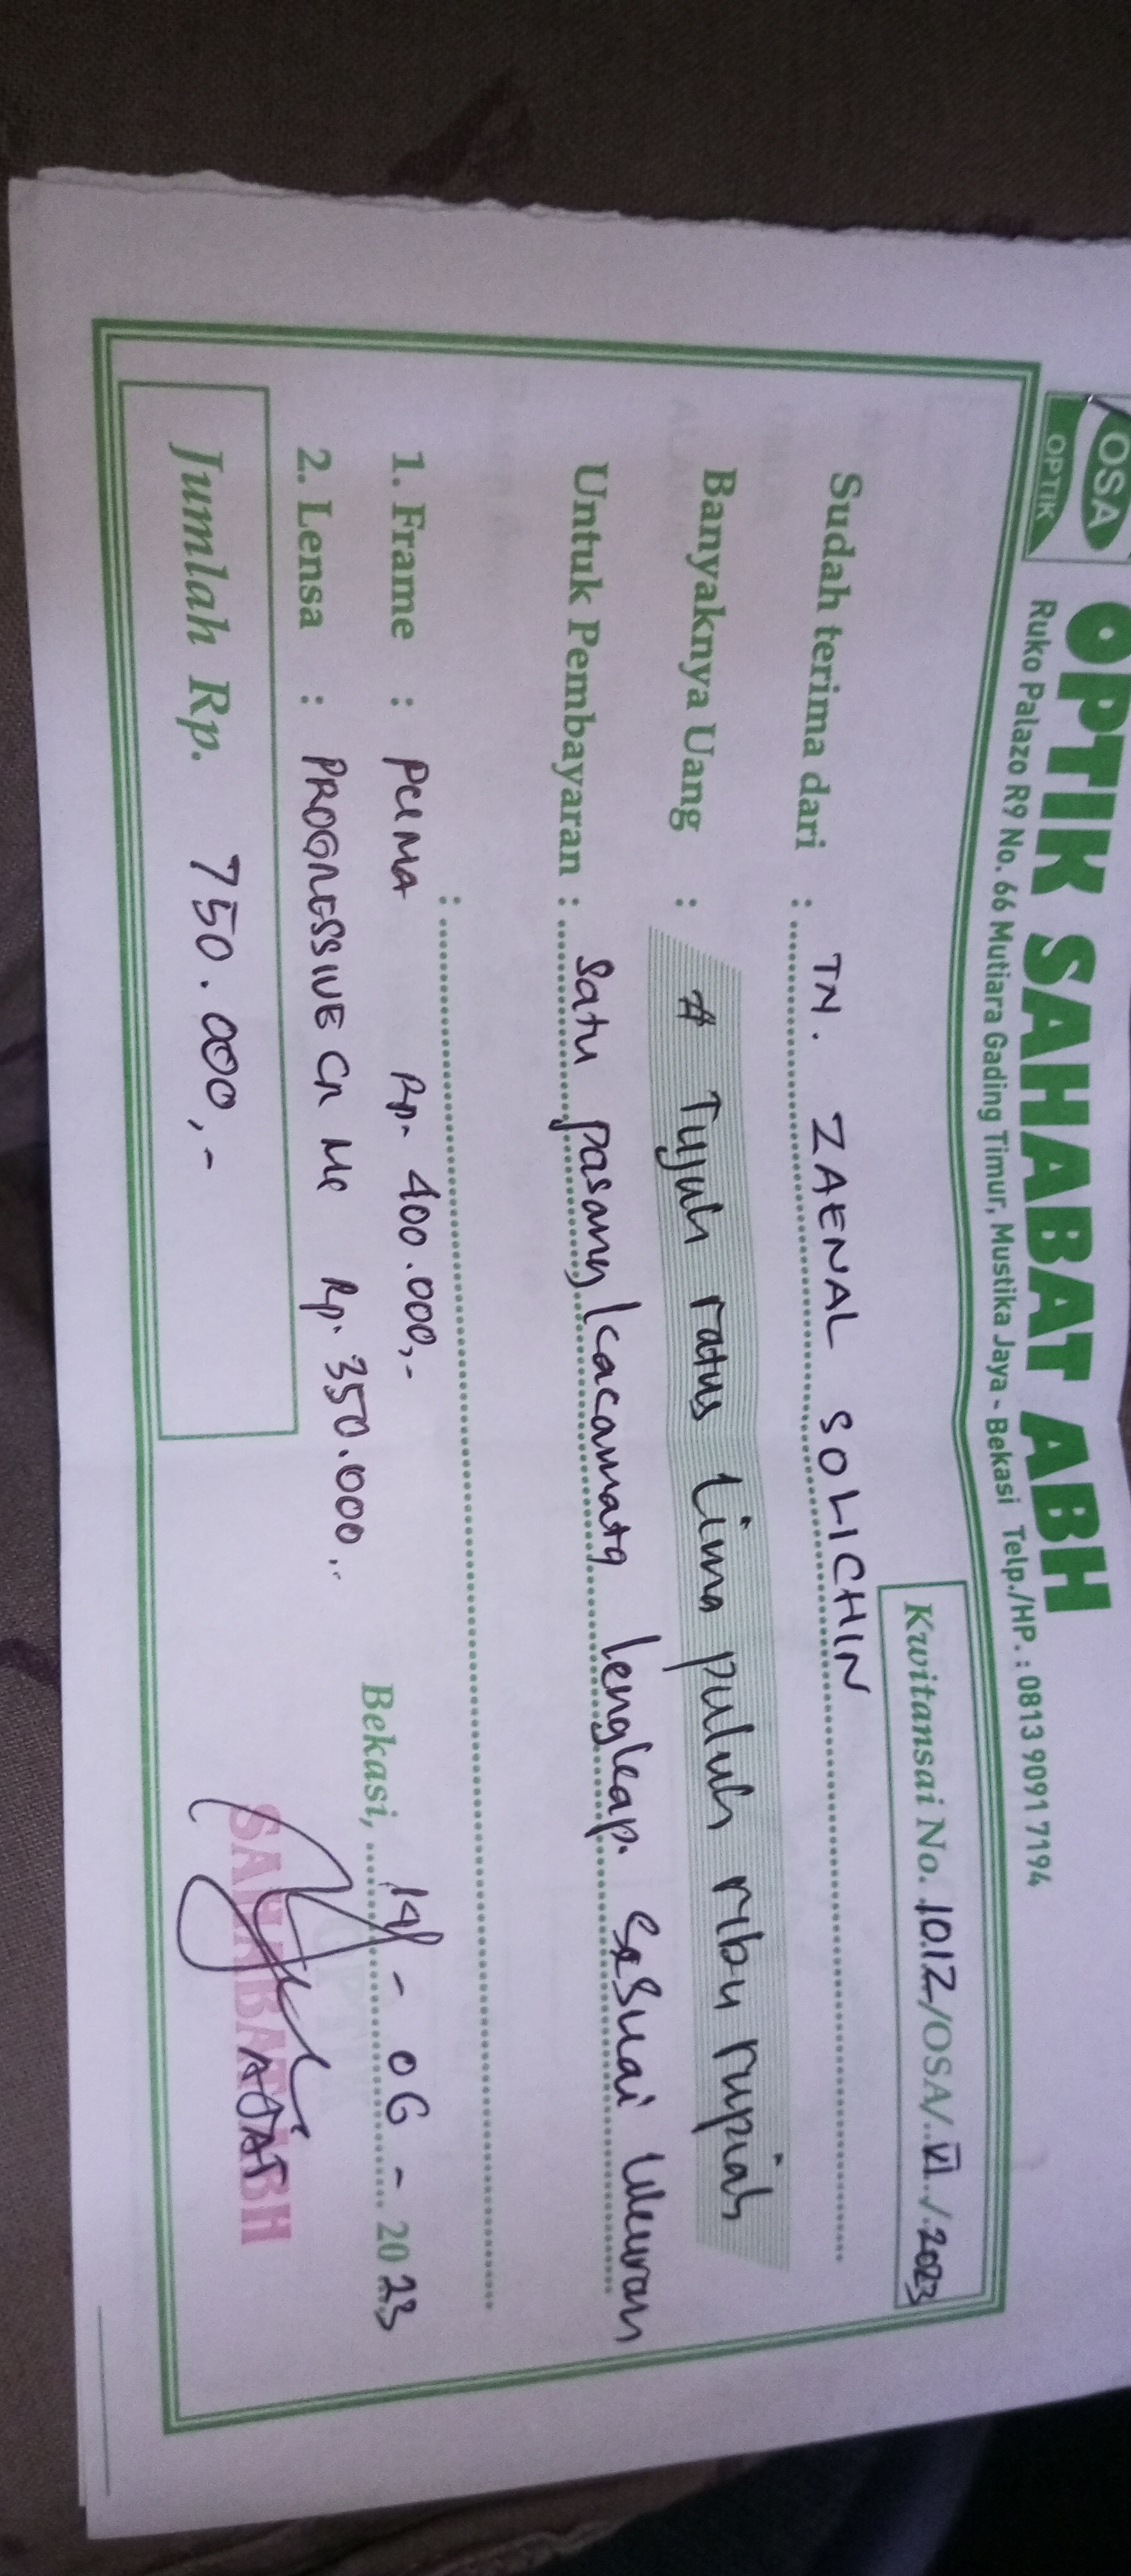 OSA
OPTIK
OPTIK SAHABAT ABH
Ruko Palazo R9 No. 66 Mutiara Gading Timur, Mustika Jaya - Bekasi Telp./HP. : 0813 9091 7194
Kwitansai No. 1012/OSA/..VI../.2023
Sudah terima dari : TN. ZAENAL SOLICHIN
Banyaknya Uang : # Tujuh ratus Lima puluh ribu rupiah
Untuk Pembayaran : Satu pasang kacamata lengkap. Sesuai ukuran
:
1. Frame : PUMA Rp. 400.000,-
2. Lensa : PROGRESSIVE CR MC Rp. 350.000,-
Bekasi, 14 - 06 - 2023
Jumlah Rp. 750.000,-
SAHABAT ABH